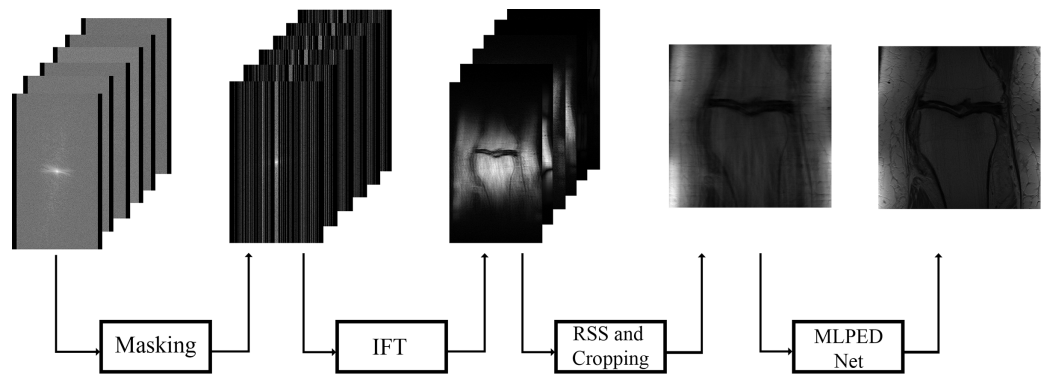 Masking
IFT
RSS and
Cropping
MLPED
Net